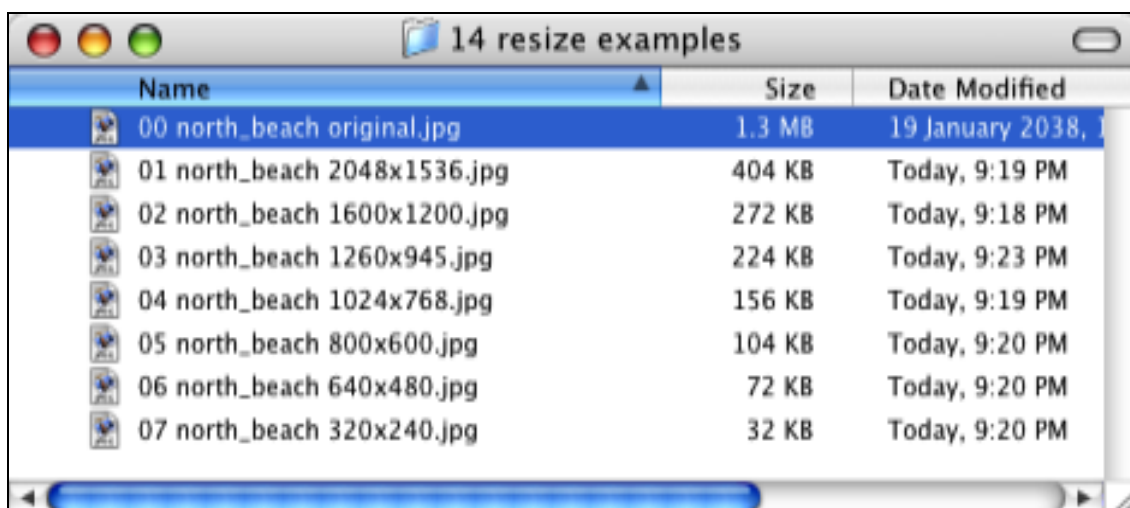 14 resize examples
Name Size Date Modified
00 north_beach original.jpg 1.3 MB 19 January 2038, 1
01 north_beach 2048x1536.jpg 404 KB Today, 9:19 PM
02 north_beach 1600x1200.jpg 272 KB Today, 9:18 PM
03 north_beach 1260x945.jpg 224 KB Today, 9:23 PM
04 north_beach 1024x768.jpg 156 KB Today, 9:19 PM
05 north_beach 800x600.jpg 104 KB Today, 9:20 PM
06 north_beach 640x480.jpg 72 KB Today, 9:20 PM
07 north_beach 320x240.jpg 32 KB Today, 9:20 PM